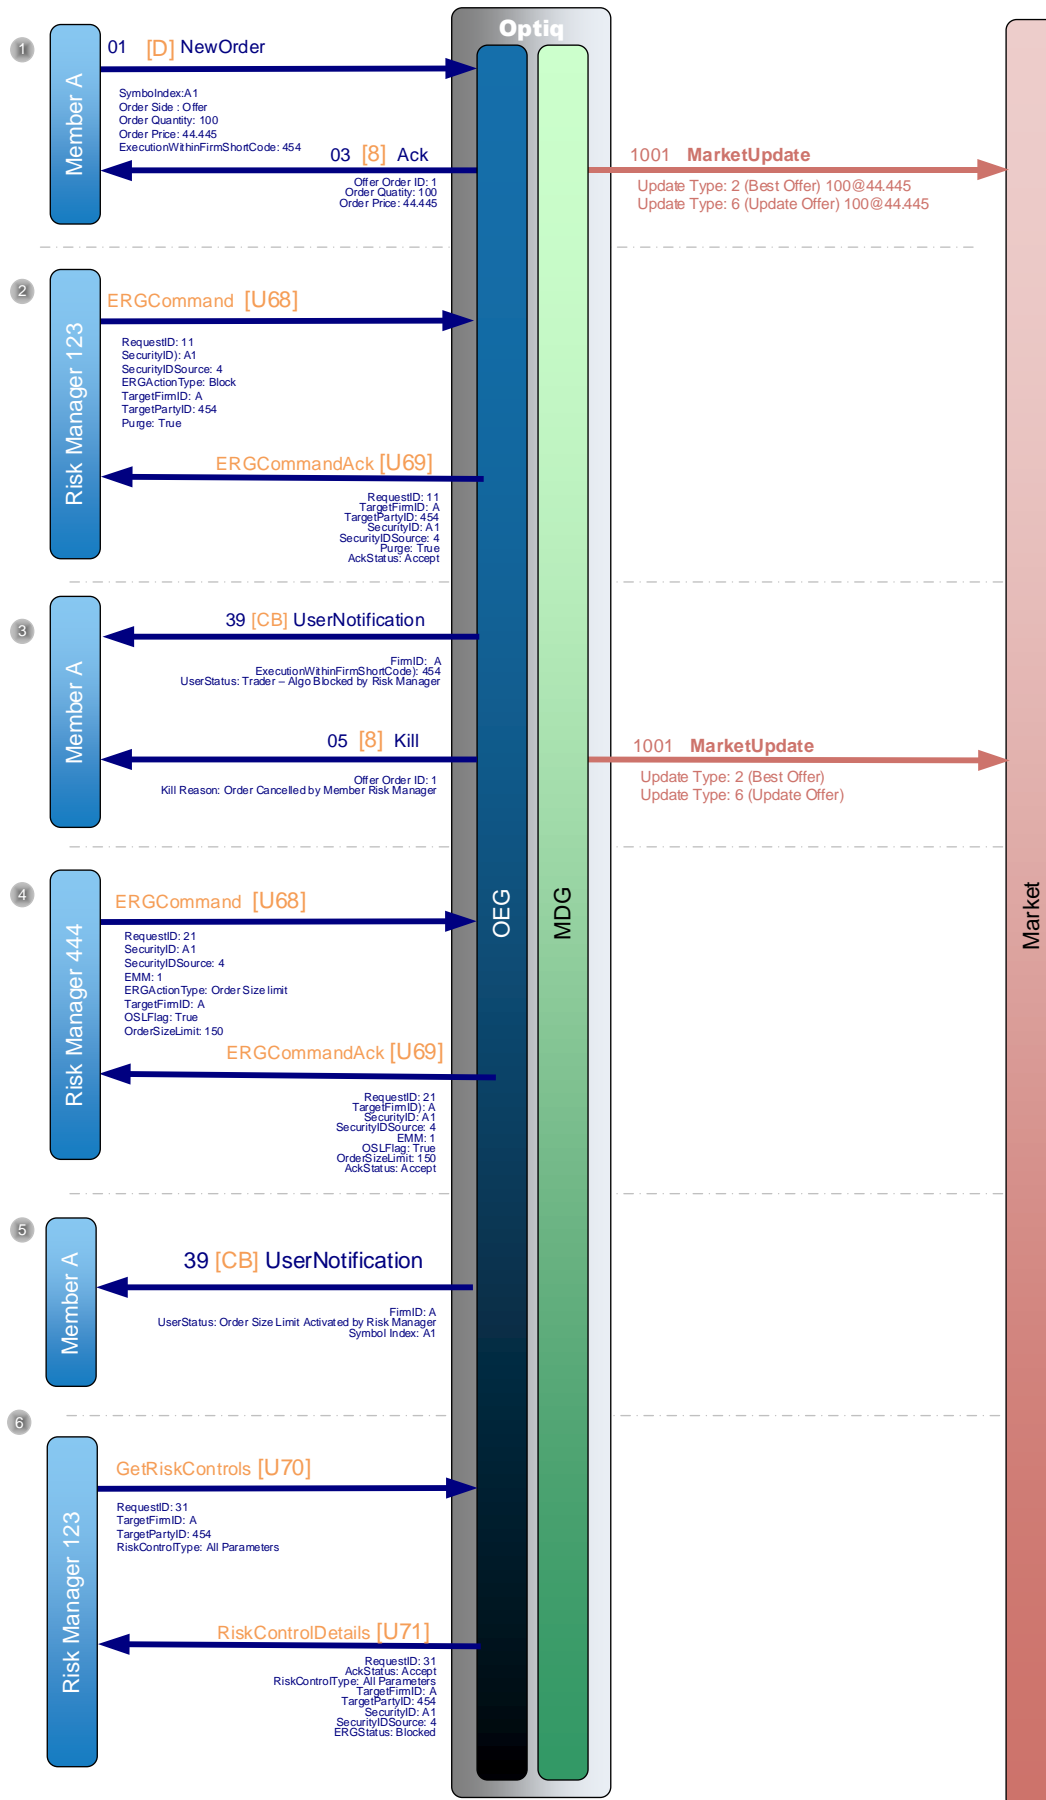 Optiq
1
Member A
01 [D] NewOrder
SymbolIndex:A1
Order Side : Offer
Order Quantity: 100
Order Price: 44.445
ExecutionWithinFirmShortCode: 454
03 [8] Ack
Offer Order ID: 1
Order Quatity: 100
Order Price: 44.445
1001 MarketUpdate
Update Type: 2 (Best Offer) 100@44.445
Update Type: 6 (Update Offer) 100@44.445
2
Risk Manager 123
ERGCommand [U68]
RequestID: 11
SecurityID): A1
SecurityIDSource: 4
ERGActionType: Block
TargetFirmID: A
TargetPartyID: 454
Purge: True
ERGCommandAck [U69]
RequestID: 11
TargetFirmID: A
TargetPartyID: 454
SecurityID: A1
SecurityIDSource: 4
Purge: True
AckStatus: Accept
3
Member A
39 [CB] UserNotification
FirmID: A
ExecutionWithinFirmShortCode): 454
UserStatus: Trader – Algo Blocked by Risk Manager
05 [8] Kill
Offer Order ID: 1
Kill Reason: Order Cancelled by Member Risk Manager
1001 MarketUpdate
Update Type: 2 (Best Offer)
Update Type: 6 (Update Offer)
4
Risk Manager 444
ERGCommand [U68]
RequestID: 21
SecurityID: A1
SecurityIDSource: 4
EMM: 1
ERGActionType: Order Size limit
TargetFirmID: A
OSLFlag: True
OrderSizeLimit: 150
ERGCommandAck [U69]
RequestID: 21
TargetFirmID): A
SecurityID: A1
SecurityIDSource: 4
EMM: 1
OSLFlag: True
OrderSizeLimit: 150
AckStatus: Accept
OEG
MDG
Market
5
Member A
39 [CB] UserNotification
FirmID: A
UserStatus: Order Size Limit Activated by Risk Manager
Symbol Index: A1
6
Risk Manager 123
GetRiskControls [U70]
RequestID: 31
TargetFirmID: A
TargetPartyID: 454
RiskControlType: All Parameters
RiskControlDetails [U71]
RequestID: 31
AckStatus: Accept
RiskControlType: All Parameters
TargetFirmID: A
TargetPartyID: 454
SecurityID: A1
SecurityIDSource: 4
ERGStatus: Blocked